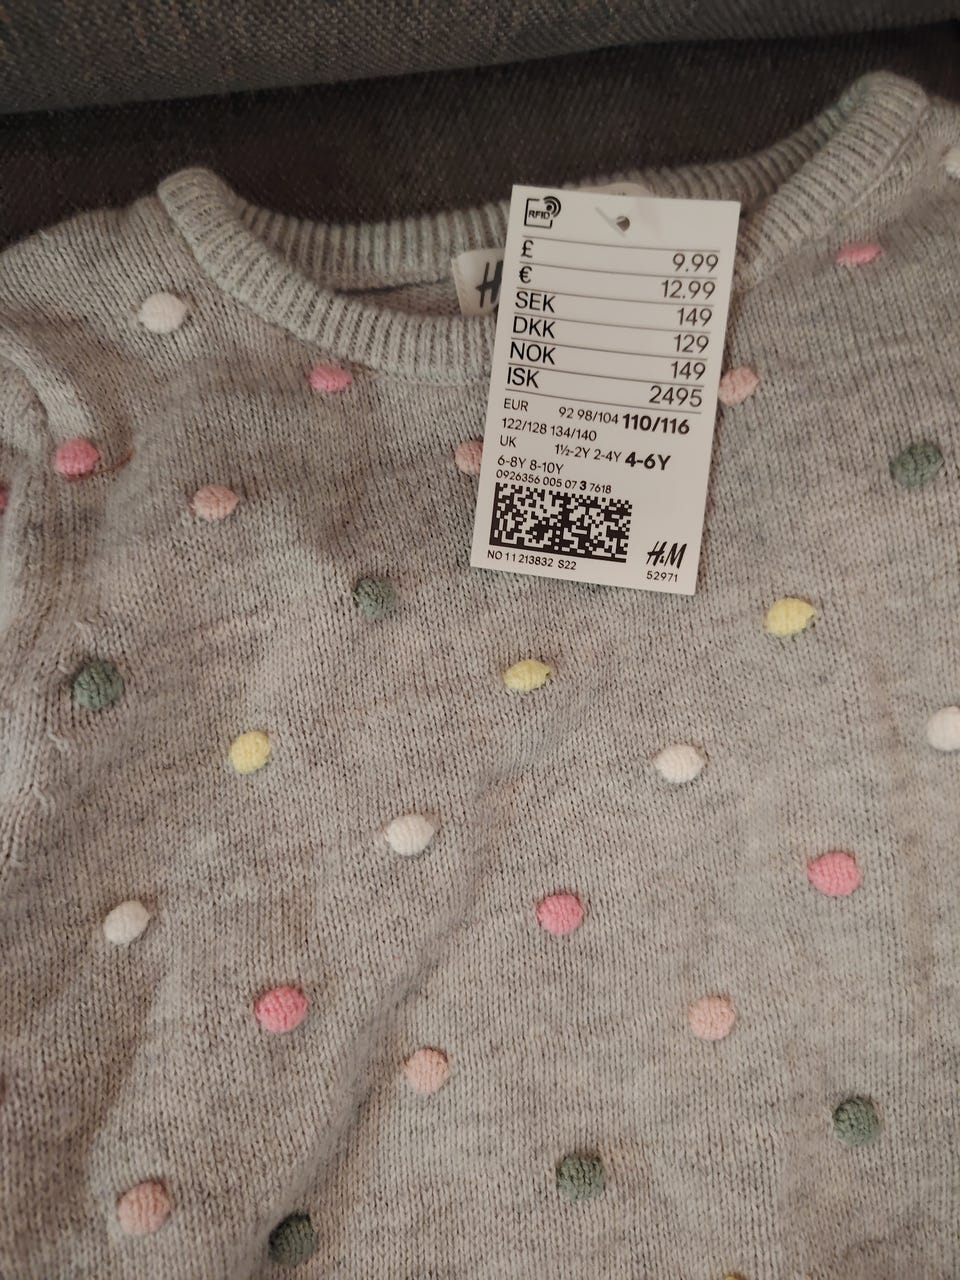 RFID
£ 9.99
€ 12.99
SEK 149
DKK 129
NOK 149
ISK 2495
EUR 92 98/104 110/116
122/128 134/140
UK 1½-2Y 2-4Y 4-6Y
6-8Y 8-10Y
0926356 005 07 3 7618
H&M
NO 11 213832 S22
52971
H